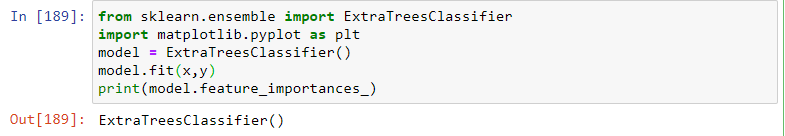 In [189]: from sklearn.ensemble import ExtraTreesClassifier
import matplotlib.pyplot as plt
model = ExtraTreesClassifier()
model.fit(x,y)
print(model.feature_importances_)
Out[189]: ExtraTreesClassifier()